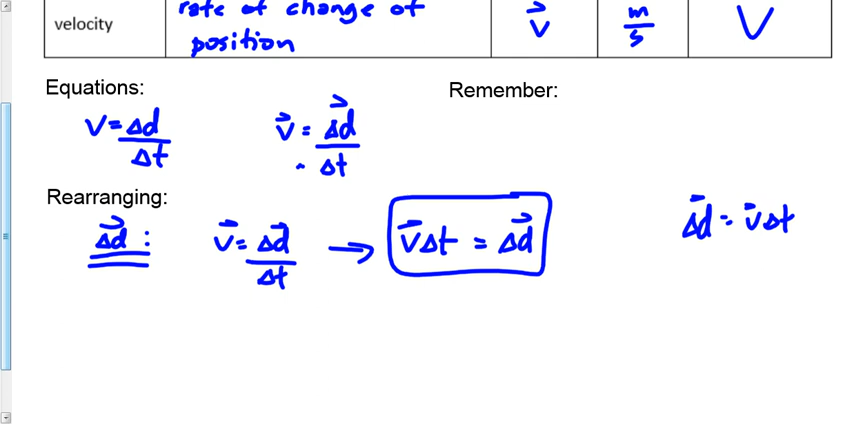 rate of change of
velocity
position
v⃗
m/s
V
Equations:
Remember:
V = Δd/Δt
v⃗ = Δd⃗/Δt
Rearranging:
Δd⃗ :
v⃗ = Δd⃗/Δt → v⃗Δt = Δd⃗
Δd⃗ = v⃗Δt